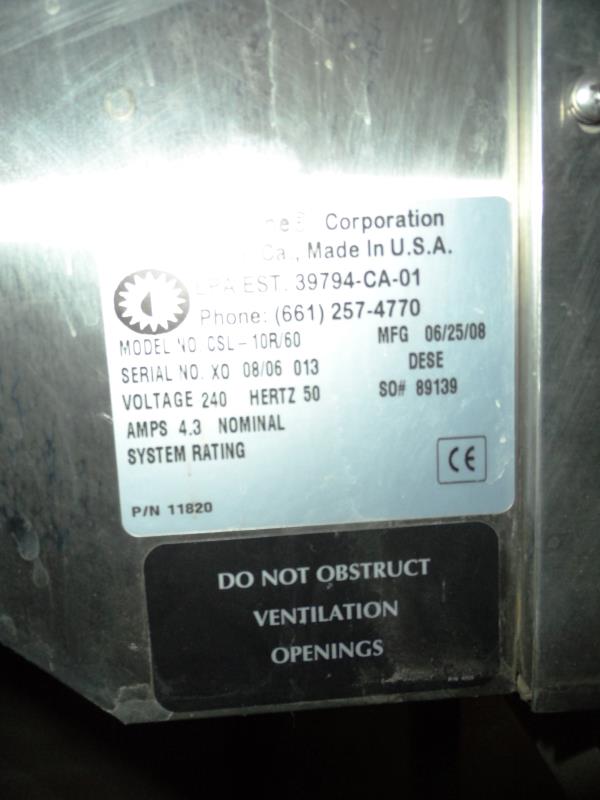 Corporation
Ca., Made In U.S.A.
EPA EST. 39794-CA-01
Phone: (661) 257-4770
MODEL NO. CSL-10R/60 MFG 06/25/08
SERIAL NO. XO 08/06 013 DESE
VOLTAGE 240 HERTZ 50 SO# 89139
AMPS 4.3 NOMINAL
SYSTEM RATING
CE
P/N 11820
DO NOT OBSTRUCT
VENTILATION
OPENINGS